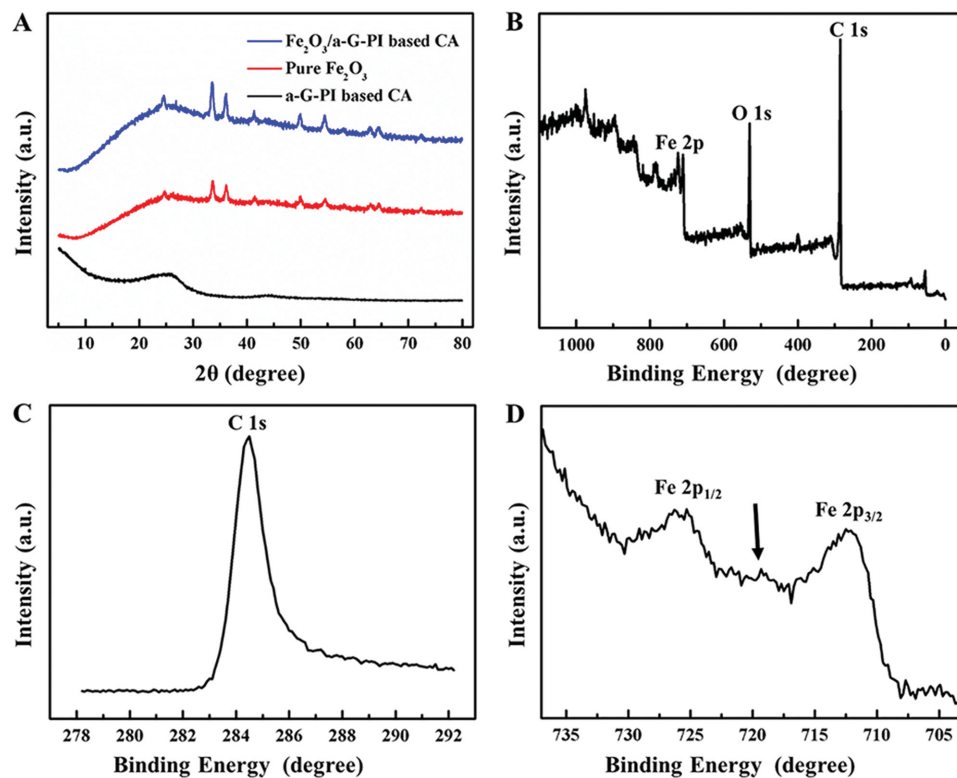 A
Fe₂O₃/a-G-PI based CA
Pure Fe₂O₃
a-G-PI based CA
Intensity (a.u.)
10 20 30 40 50 60 70 80
2θ (degree)
B
C 1s
O 1s
Fe 2p
Intensity (a.u.)
1000 800 600 400 200 0
Binding Energy (degree)
C
C 1s
Intensity (a.u.)
278 280 282 284 286 288 290 292
Binding Energy (degree)
D
Fe 2p₁/₂
Fe 2p₃/₂
Intensity (a.u.)
735 730 725 720 715 710 705
Binding Energy (degree)